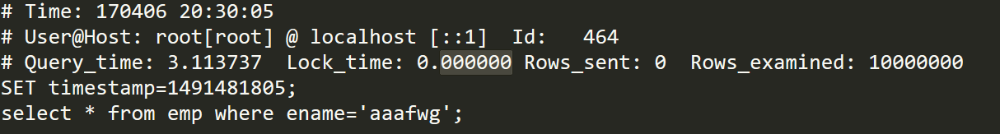 # Time: 170406 20:30:05
# User@Host: root[root] @ localhost [::1]  Id:   464
# Query_time: 3.113737  Lock_time: 0.000000 Rows_sent: 0  Rows_examined: 10000000
SET timestamp=1491481805;
select * from emp where ename='aaafwg';